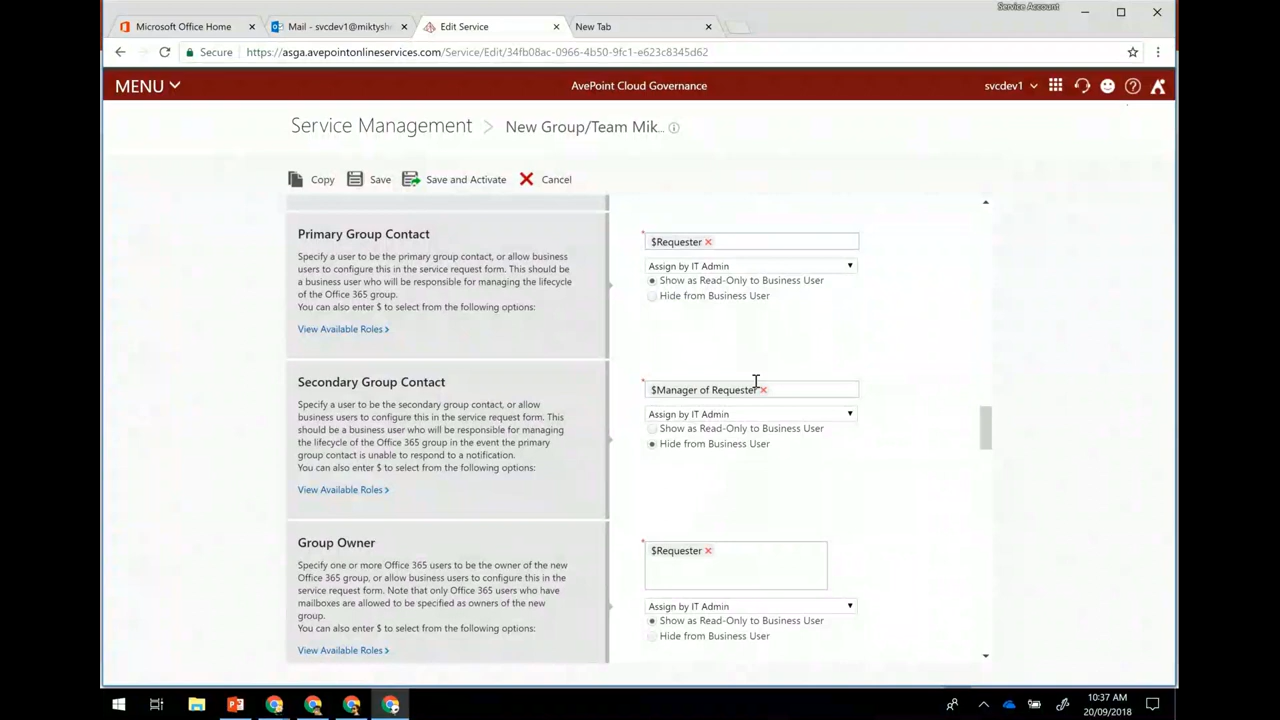 Service Account
Microsoft Office Home
Mail - svcdev1@miktysh
Edit Service
New Tab
Secure
https://asga.avepointonlineservices.com/Service/Edit/34fb08ac-0966-4b50-9fc1-e623c8345d62
MENU
AvePoint Cloud Governance
svcdev1
Service Management > New Group/Team Mik...
Copy
Save
Save and Activate
Cancel
Primary Group Contact
Specify a user to be the primary group contact, or allow
business users to configure this in the service request
form. This should be
a business user who will be responsible for managing the lifecycle
of the Office 365 group.
You can also enter $ to select from the following options:
View Available Roles >
* $Requester
Assign by IT Admin
Show as Read-Only to Business User
Hide from Business User
Secondary Group Contact
Specify a user to be the secondary group contact, or allow
business users to configure this in the service request form. This
should be a business user who will be responsible for managing
the lifecycle of the Office 365 group in the event the primary
group contact is unable to respond to a notification.
You can also enter $ to select from the following options:
View Available Roles >
* $Manager of Requester
Assign by IT Admin
Show as Read-Only to Business User
Hide from Business User
Group Owner
Specify one or more Office 365 users to be the owner of the new
Office 365 group, or allow business users to configure this in the
service request form. Note that only Office 365 users who have
mailboxes are allowed to be specified as owners of the new
group.
You can also enter $ to select from the following options:
View Available Roles >
* $Requester
Assign by IT Admin
Show as Read-Only to Business User
Hide from Business User
10:37 AM
20/09/2018